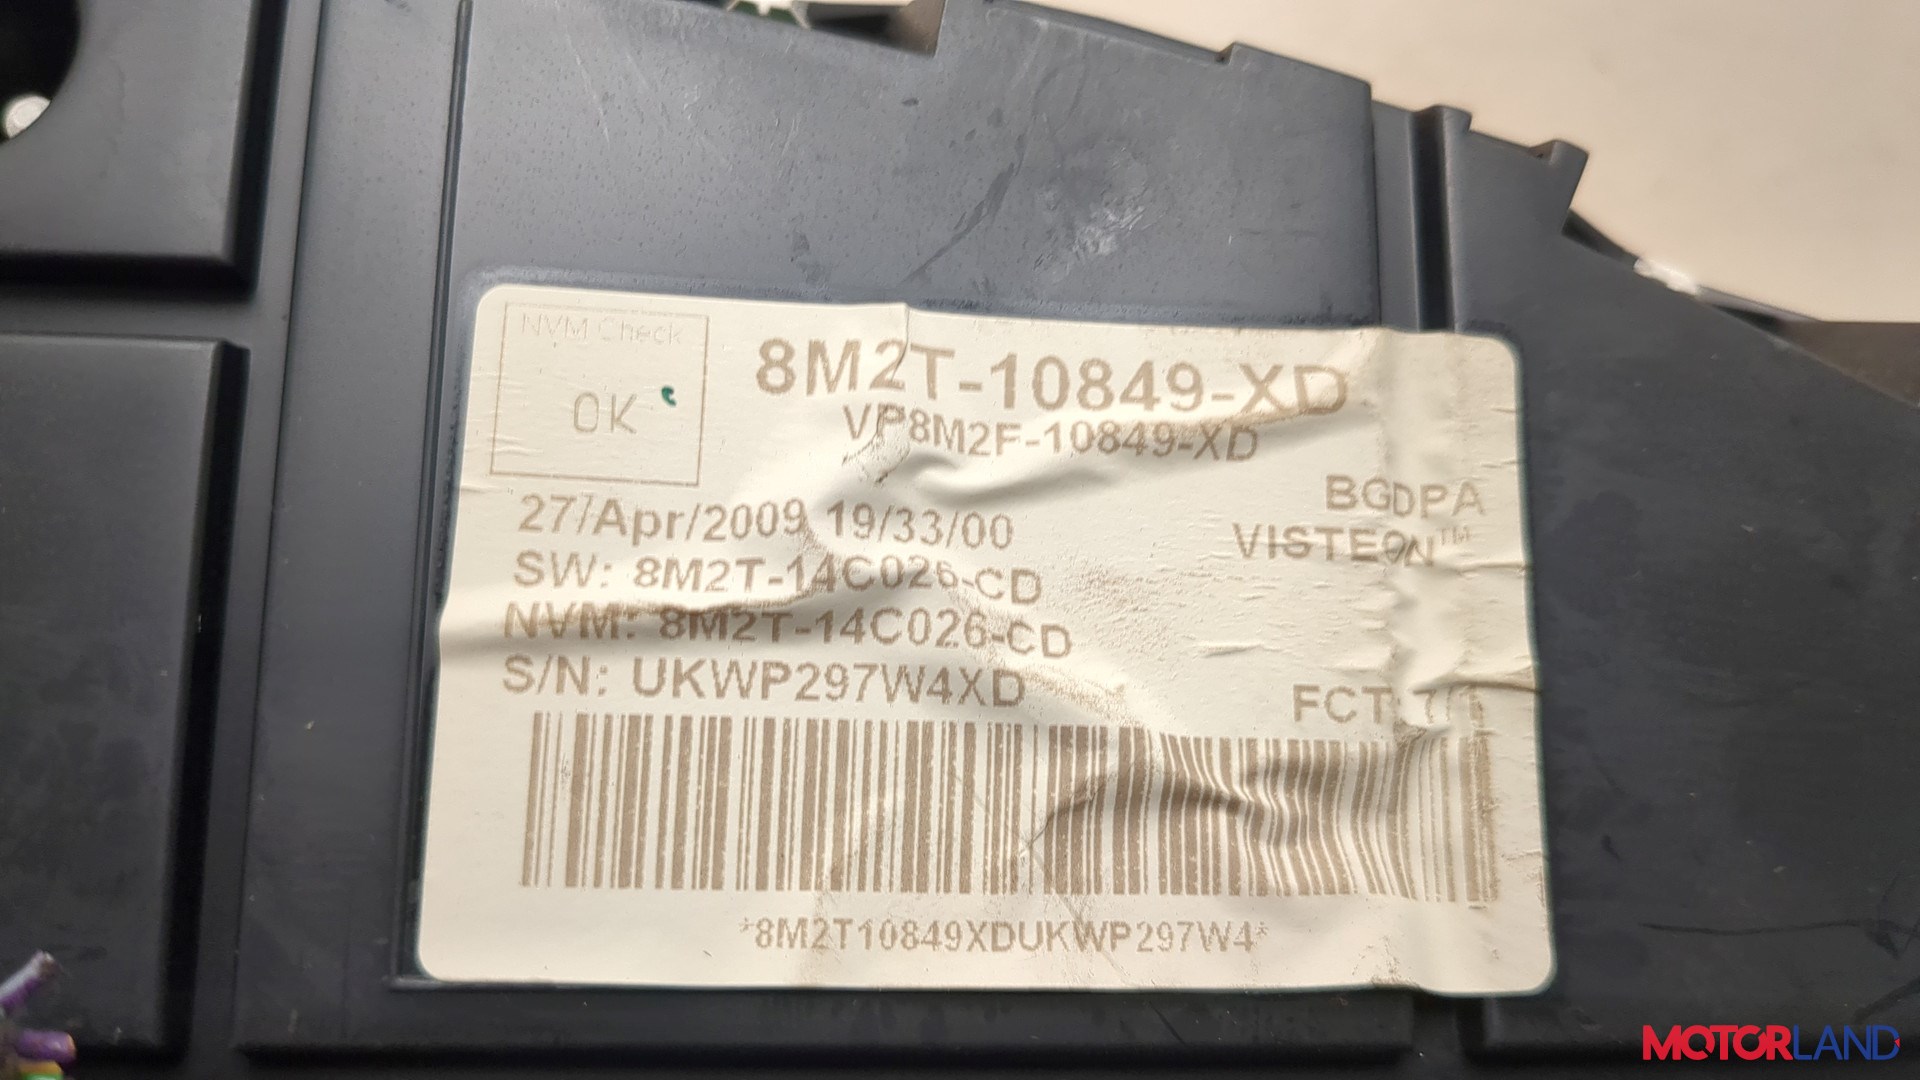 NVM Check
OK
8M2T-10849-XD
VP8M2F-10849-XD
BGDPA
VISTEON™
27/Apr/2009 19/33/00
SW: 8M2T-14C026-CD
NVM: 8M2T-14C026-CD
S/N: UKWP297W4XD
FCT:
*8M2T10849XDUKWP297W4*
MOTORLAND